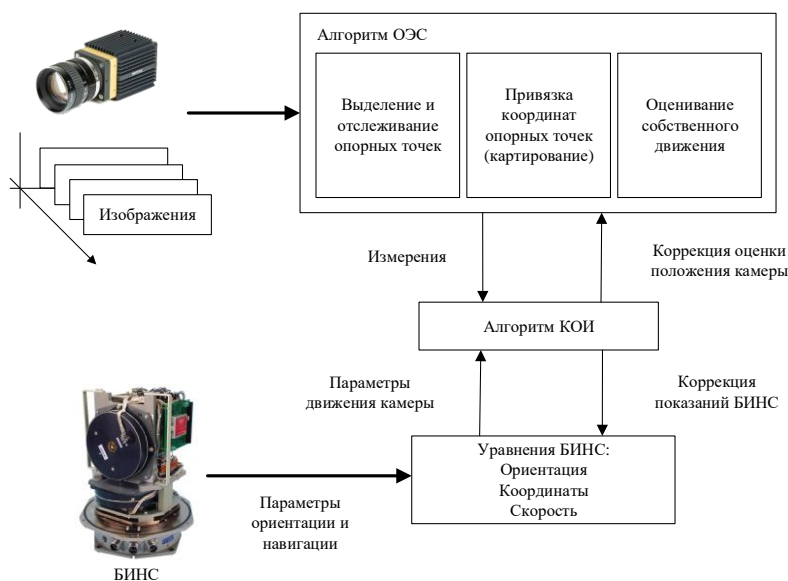 Алгоритм ОЭС
Выделение и
отслеживание
опорных точек
Привязка
координат
опорных точек
(картирование)
Оценивание
собственного
движения
Изображения
Измерения
Коррекция оценки
положения камеры
Алгоритм КОИ
Параметры
движения камеры
Коррекция
показаний БИНС
Уравнения БИНС:
Ориентация
Координаты
Скорость
Параметры
ориентации и
навигации
БИНС